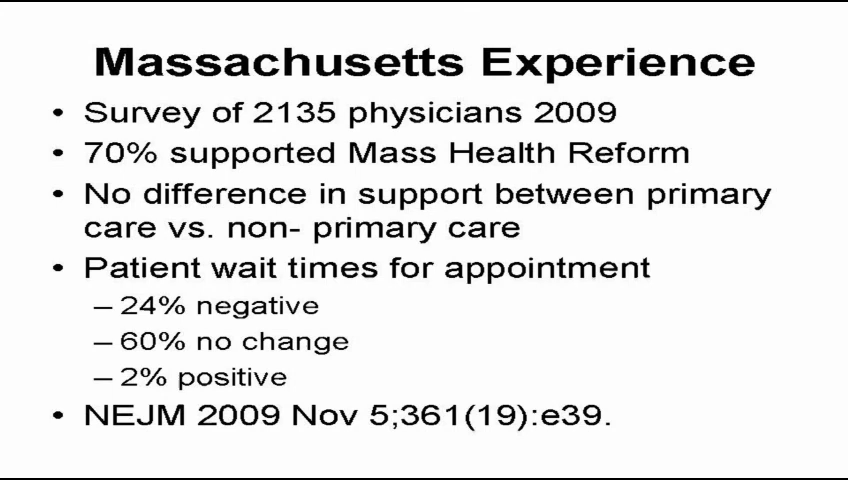 Massachusetts Experience
• Survey of 2135 physicians 2009
• 70% supported Mass Health Reform
• No difference in support between primary
care vs. non- primary care
• Patient wait times for appointment
– 24% negative
– 60% no change
– 2% positive
• NEJM 2009 Nov 5;361(19):e39.